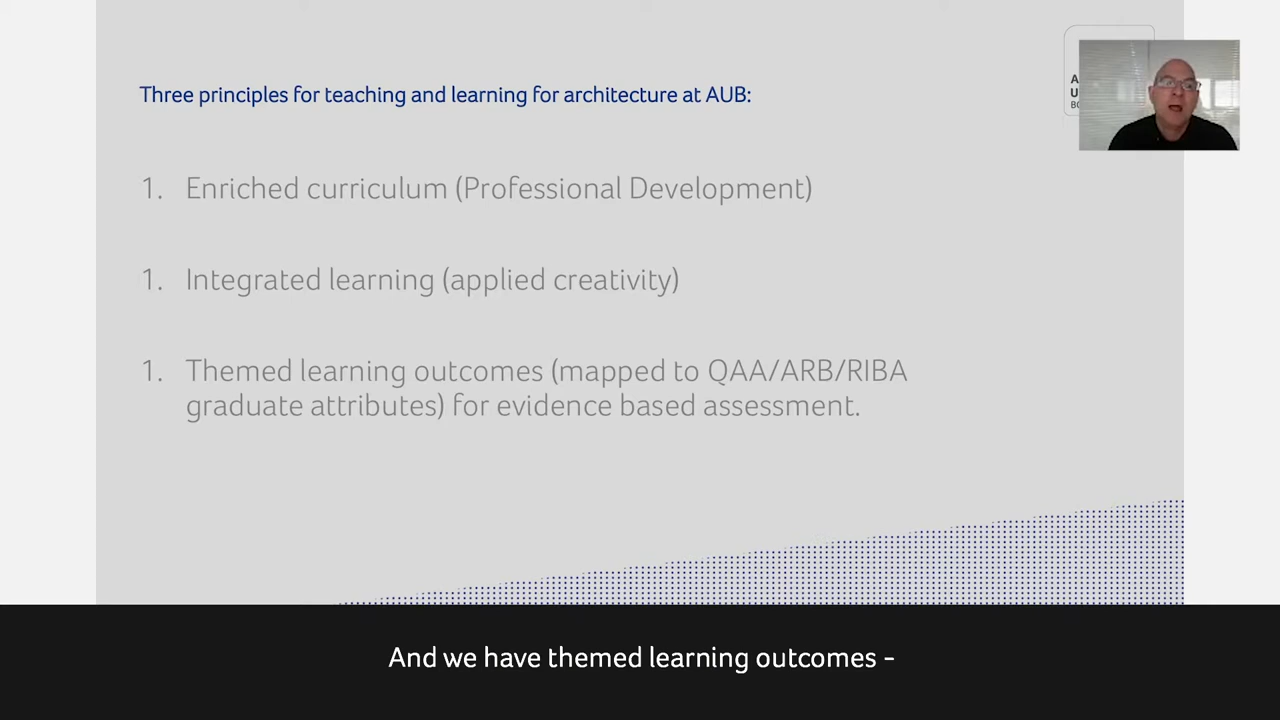 Three principles for teaching and learning for architecture at AUB:
A
U
BO
1. Enriched curriculum (Professional Development)
1. Integrated learning (applied creativity)
1. Themed learning outcomes (mapped to QAA/ARB/RIBA
graduate attributes) for evidence based assessment.
And we have themed learning outcomes -